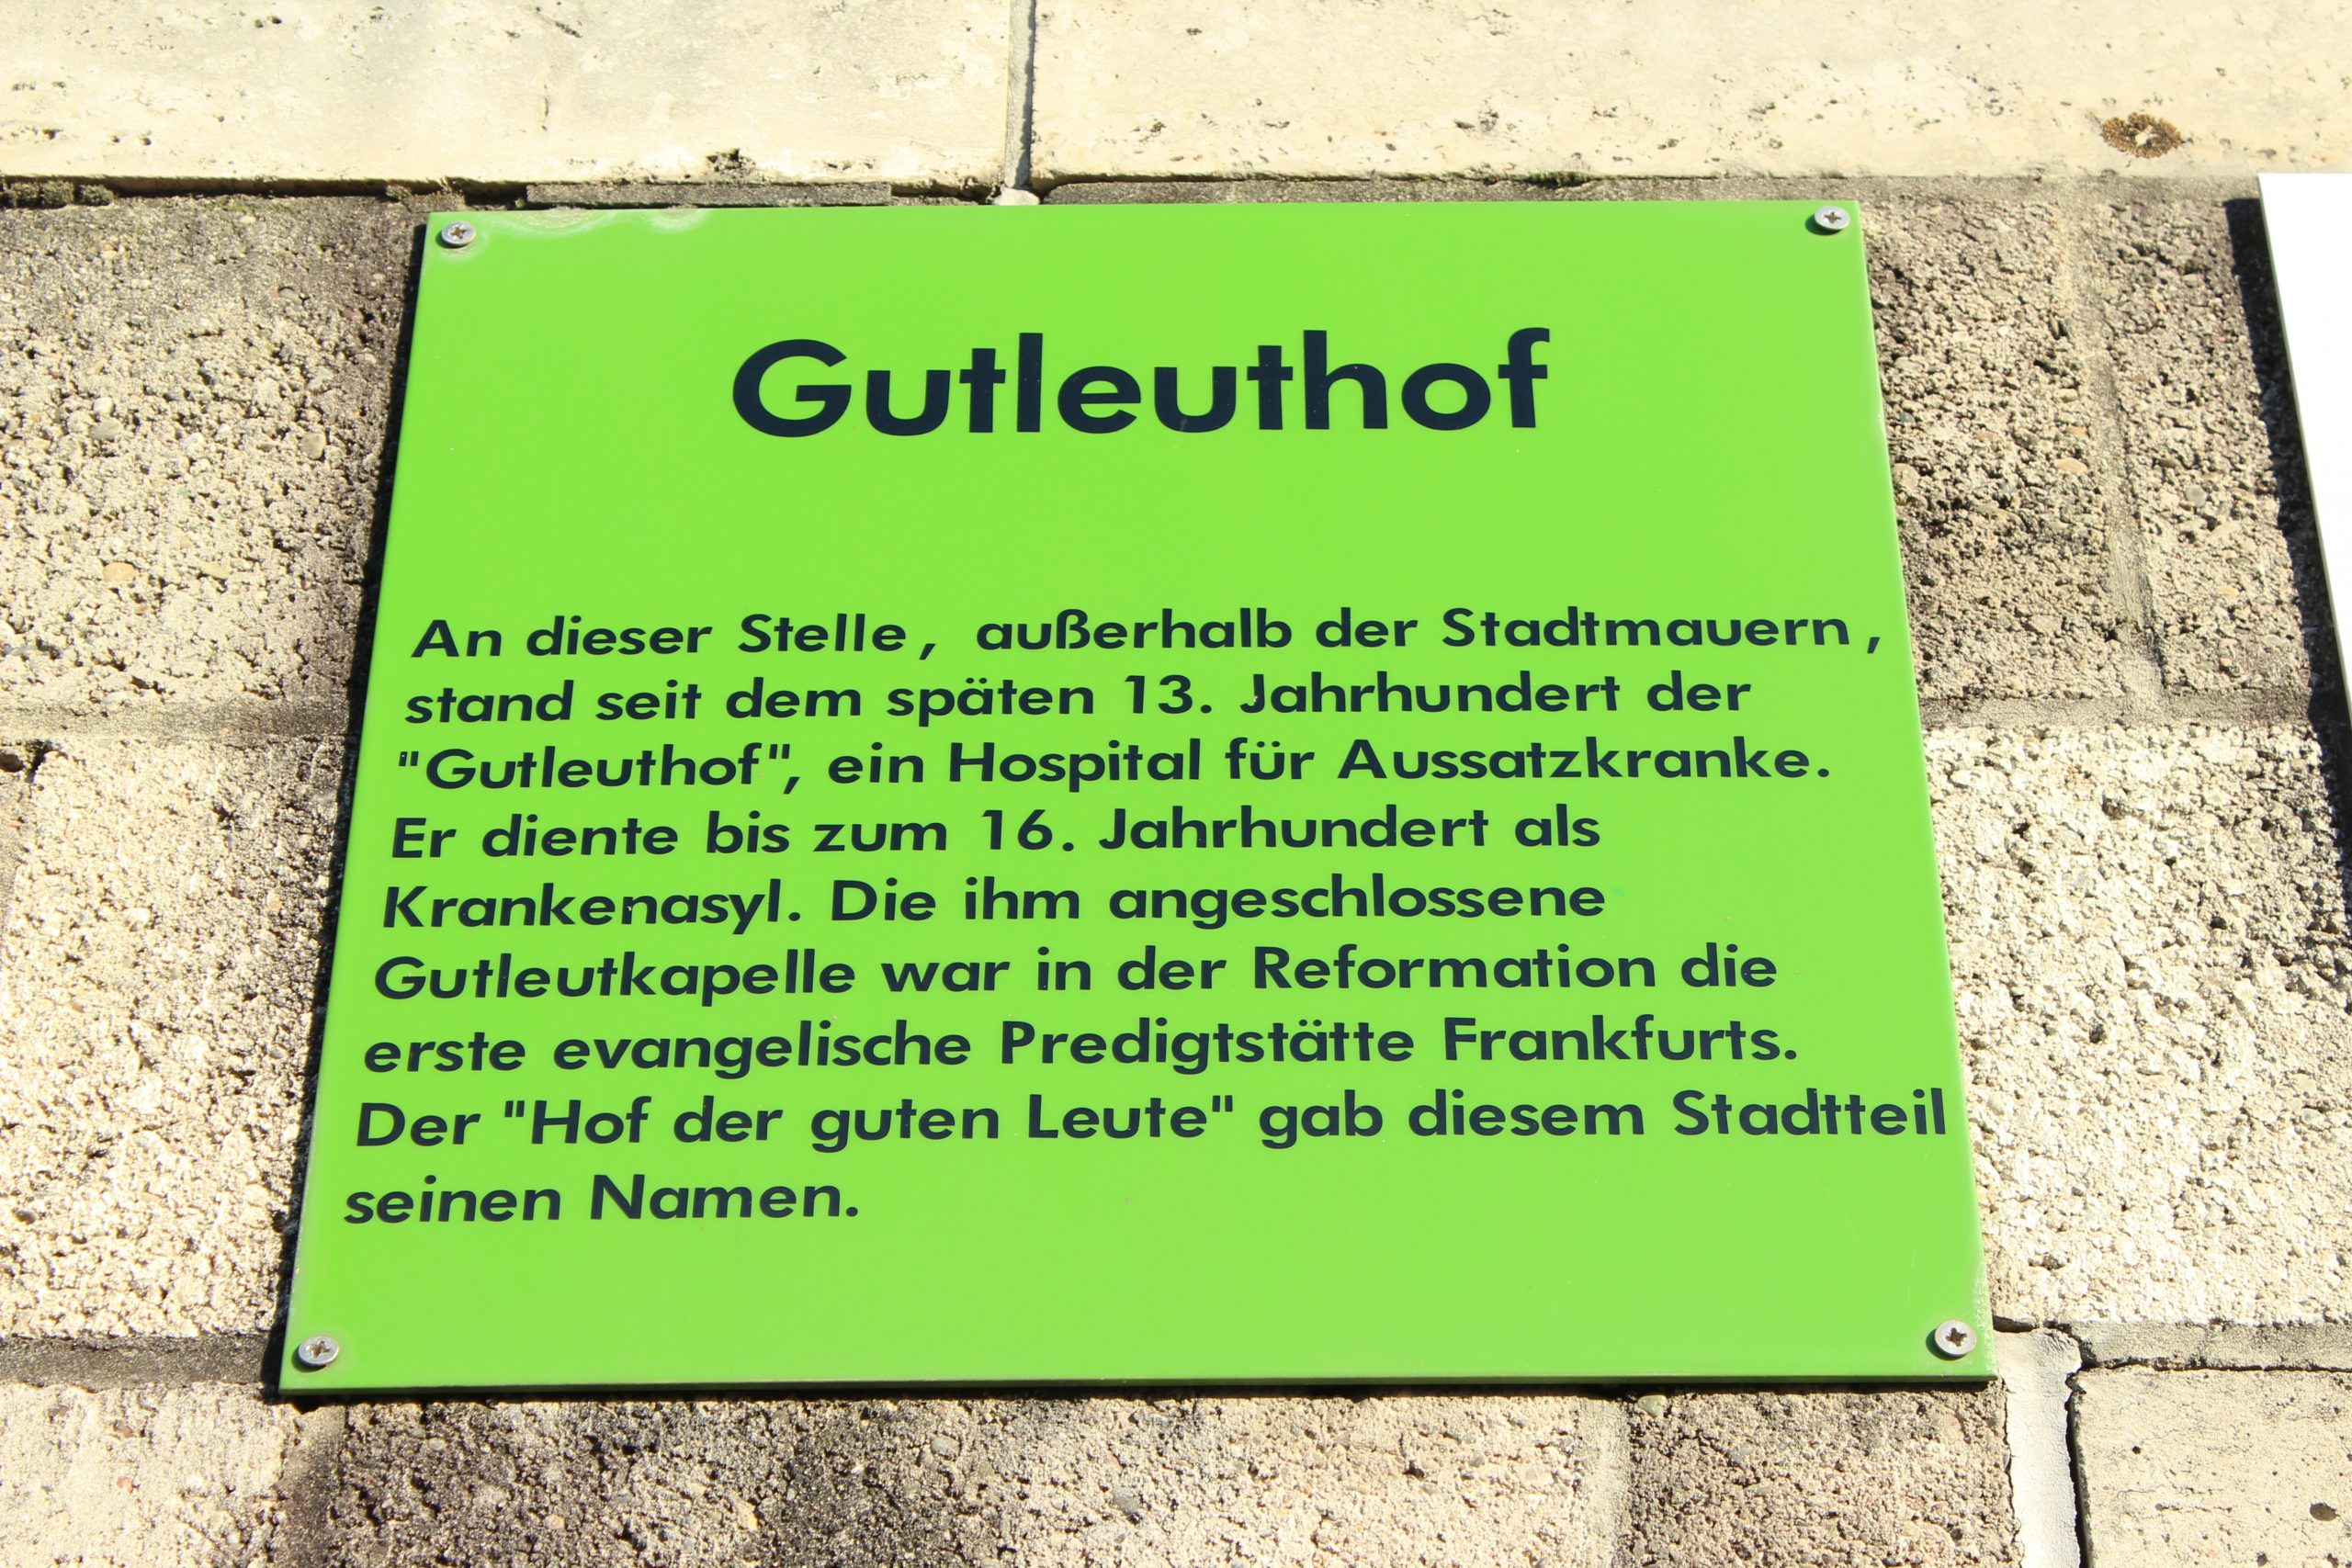 Gutleuthof
An dieser Stelle, außerhalb der Stadtmauern,
stand seit dem späten 13. Jahrhundert der
"Gutleuthof", ein Hospital für Aussatzkranke.
Er diente bis zum 16. Jahrhundert als
Krankenasyl. Die ihm angeschlossene
Gutleutkapelle war in der Reformation die
erste evangelische Predigtstätte Frankfurts.
Der "Hof der guten Leute" gab diesem Stadtteil
seinen Namen.